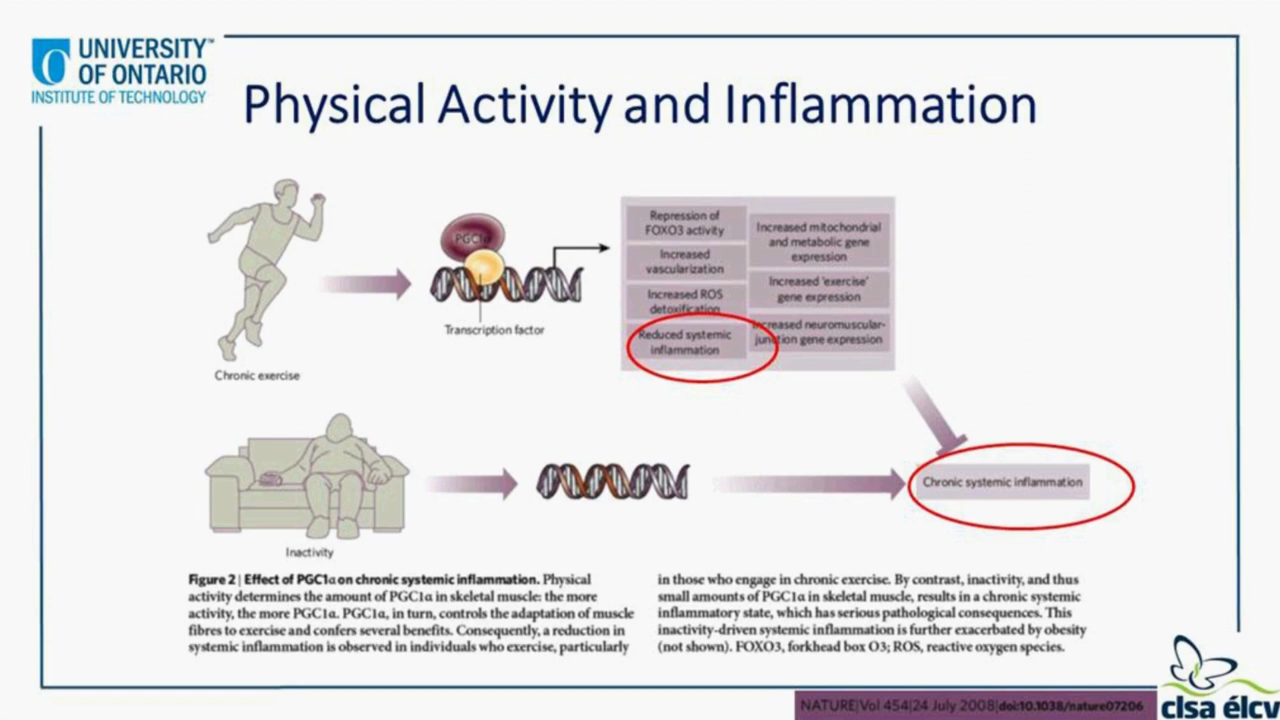 UNIVERSITY™
OF ONTARIO
INSTITUTE OF TECHNOLOGY
Physical Activity and Inflammation
PGC1α
Transcription factor
Chronic exercise
Repression of
FOXO3 activity
Increased
vascularization
Increased ROS
detoxification
Reduced systemic
inflammation
Increased mitochondrial
and metabolic gene
expression
Increased 'exercise'
gene expression
Increased neuromuscular-
junction gene expression
Inactivity
Chronic systemic inflammation
Figure 2 | Effect of PGC1α on chronic systemic inflammation. Physical
activity determines the amount of PGC1α in skeletal muscle: the more
activity, the more PGC1α. PGC1α, in turn, controls the adaptation of muscle
fibres to exercise and confers several benefits. Consequently, a reduction in
systemic inflammation is observed in individuals who exercise, particularly
in those who engage in chronic exercise. By contrast, inactivity, and thus
small amounts of PGC1α in skeletal muscle, results in a chronic systemic
inflammatory state, which has serious pathological consequences. This
inactivity-driven systemic inflammation is further exacerbated by obesity
(not shown). FOXO3, forkhead box O3; ROS, reactive oxygen species.
NATURE|Vol 454|24 July 2008|doi:10.1038/nature07206
clsa élcv